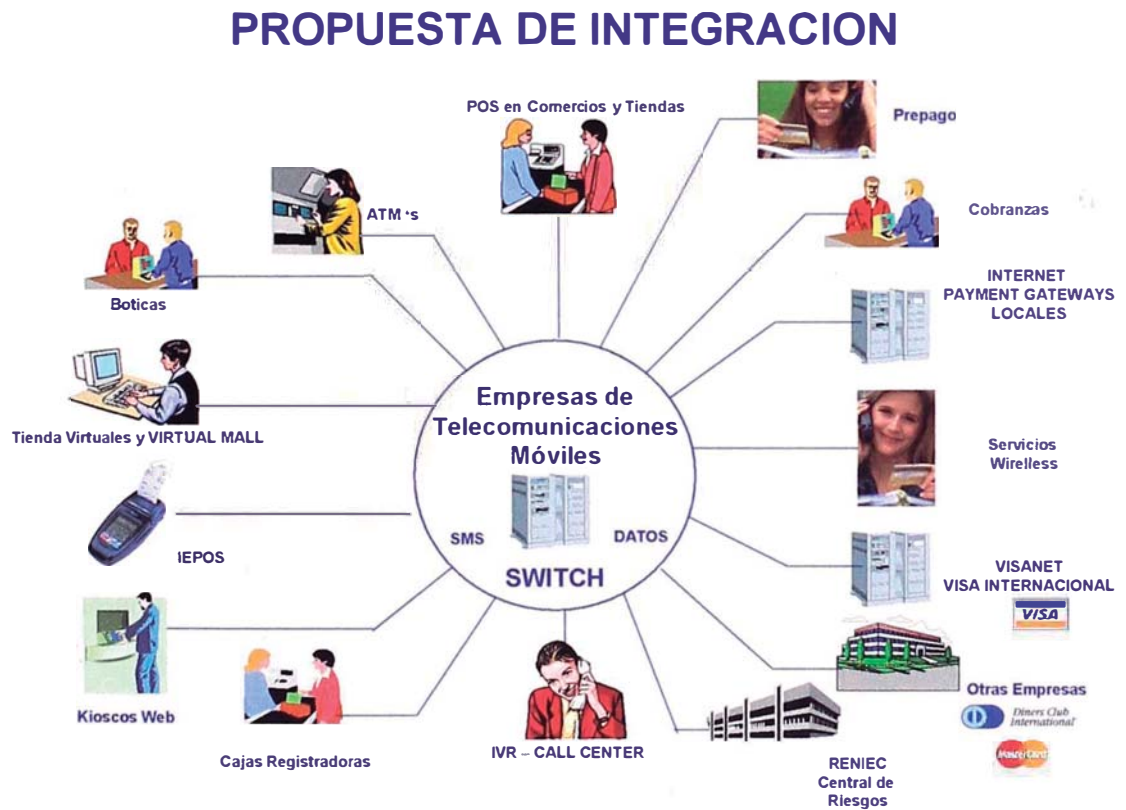 PROPUESTA DE INTEGRACION
POS en Comercios y Tiendas
Prepago
ATM's
Cobranzas
Boticas
INTERNET
PAYMENT GATEWAYS
LOCALES
Empresas de
Telecomunicaciones
Móviles
Tienda Virtuales y VIRTUAL MALL
Servicios
Wirelless
SMS
DATOS
IEPOS
SWITCH
VISANET
VISA INTERNACIONAL
VISA
Kioscos Web
Otras Empresas
Diners Club
International
MasterCard
Cajas Registradoras
IVR – CALL CENTER
RENIEC
Central de
Riesgos